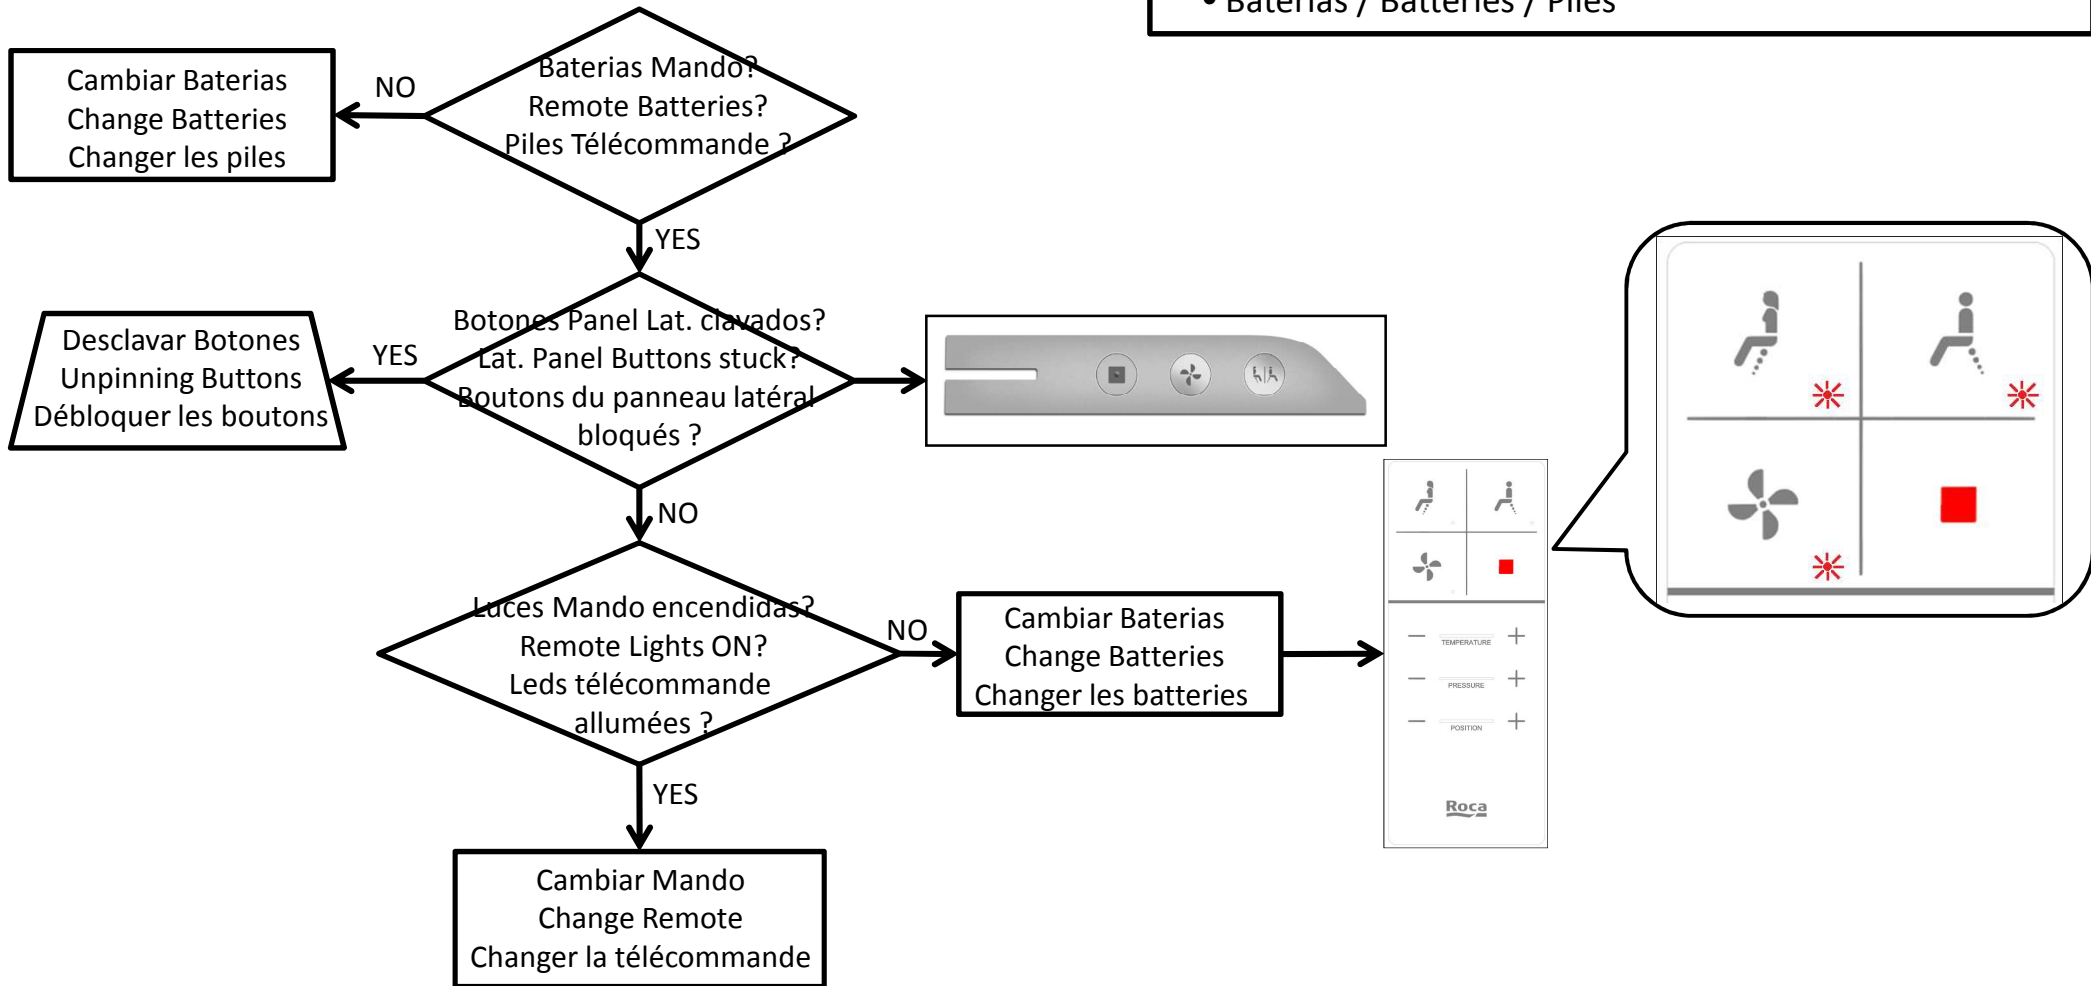 • Baterias / Batteries / Piles
Baterias Mando?
Remote Batteries?
Piles Télécommande ?
NO
Cambiar Baterias
Change Batteries
Changer les piles
YES
Botones Panel Lat. clavados?
Lat. Panel Buttons stuck?
Boutons du panneau latéral
bloqués ?
YES
Desclavar Botones
Unpinning Buttons
Débloquer les boutons
NO
Luces Mando encendidas?
Remote Lights ON?
Leds télécommande
allumées ?
NO
Cambiar Baterias
Change Batteries
Changer les batteries
TEMPERATURE
PRESSURE
POSITION
Roca
YES
Cambiar Mando
Change Remote
Changer la télécommande